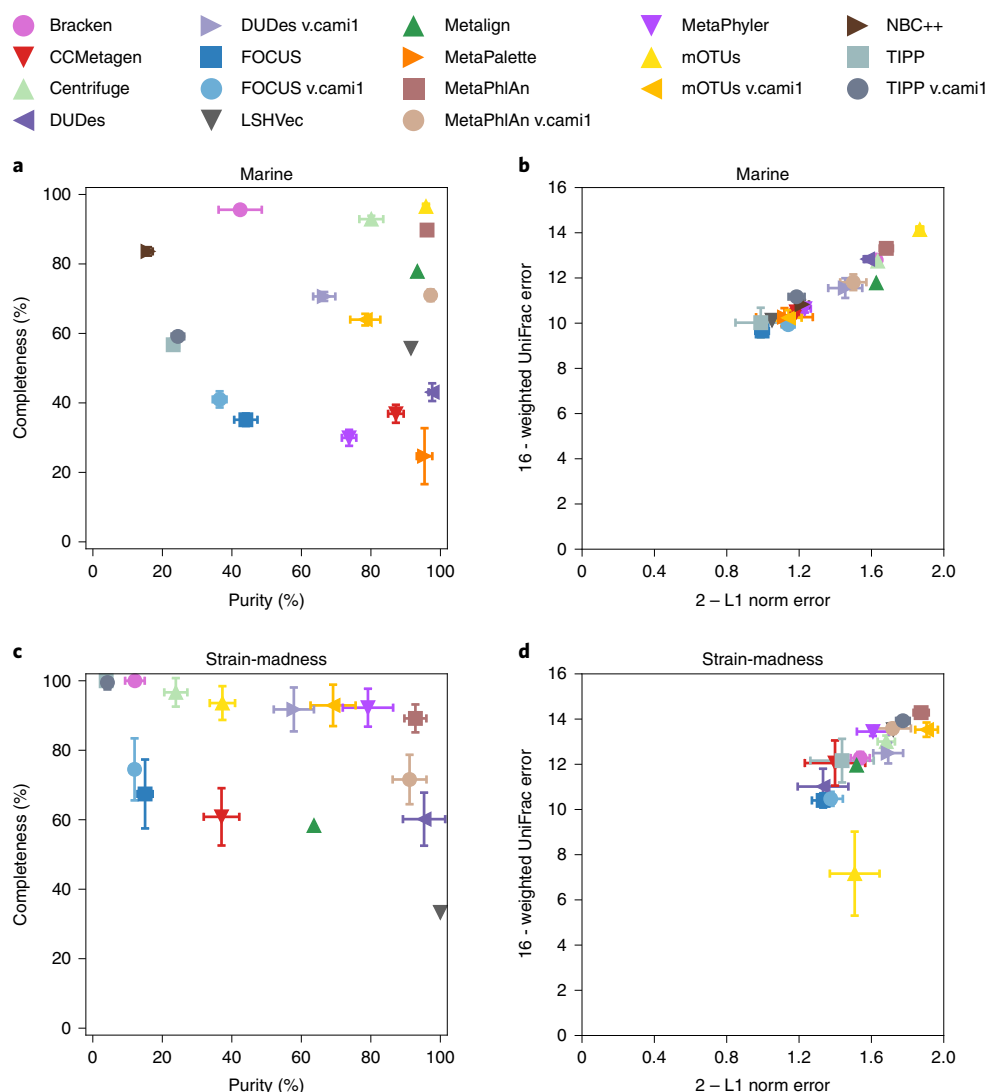 Bracken DUDes v.cami1 Metalign MetaPhyler NBC++
CCMetagen FOCUS MetaPalette mOTUs TIPP
Centrifuge FOCUS v.cami1 MetaPhlAn mOTUs v.cami1 TIPP v.cami1
DUDes LSHVec MetaPhlAn v.cami1
a
Marine
100
80
60
40
20
0
Completeness (%)
0 20 40 60 80 100
Purity (%)
b
Marine
16
14
12
10
8
6
4
2
0
16 - weighted UniFrac error
0 0.4 0.8 1.2 1.6 2.0
2 – L1 norm error
c
Strain-madness
100
80
60
40
20
0
Completeness (%)
0 20 40 60 80 100
Purity (%)
d
Strain-madness
16
14
12
10
8
6
4
2
0
16 - weighted UniFrac error
0 0.4 0.8 1.2 1.6 2.0
2 – L1 norm error